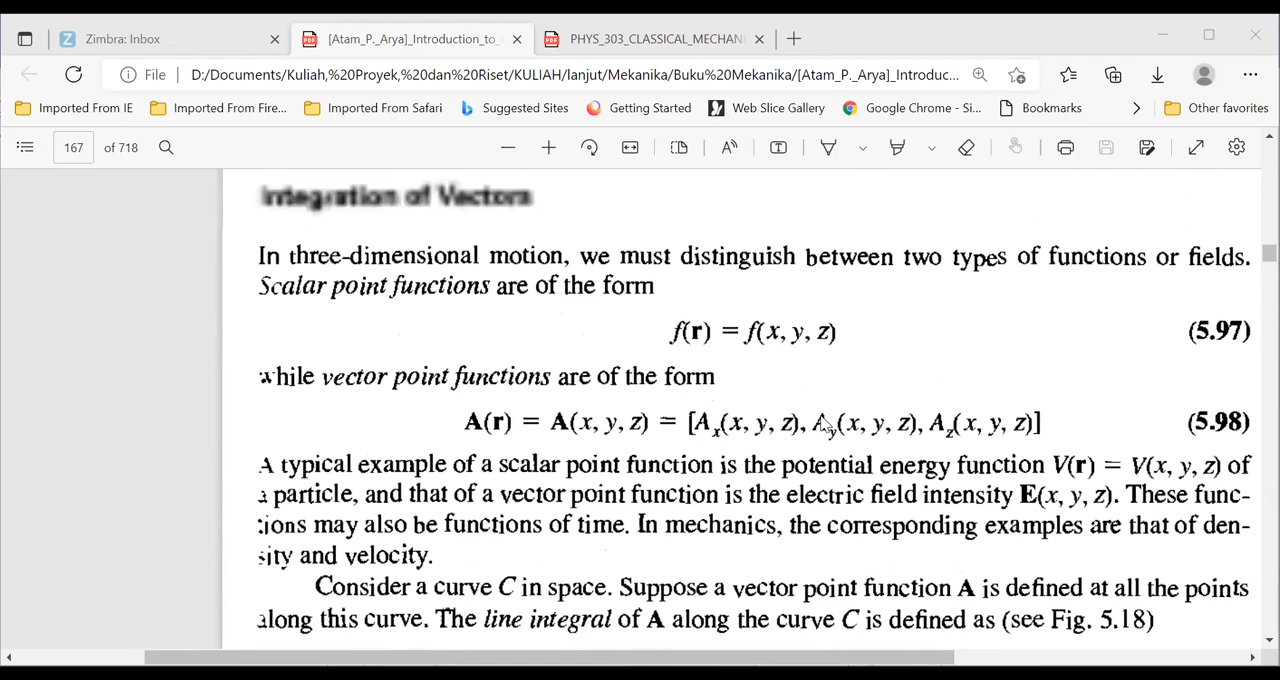 Zimbra: Inbox
[Atam_P._Arya]_Introduction_to_
PHYS_303_CLASSICAL_MECHANI
File D:/Documents/Kuliah,%20Proyek,%20dan%20Riset/KULIAH/lanjut/Mekanika/Buku%20Mekanika/[Atam_P._Arya]_Introduc...
Imported From IE Imported From Fire... Imported From Safari Suggested Sites Getting Started Web Slice Gallery Google Chrome - Si... Bookmarks Other favorites
167 of 718
Integration of Vectors
In three-dimensional motion, we must distinguish between two types of functions or fields.
Scalar point functions are of the form
f(r) = f(x, y, z) (5.97)
while vector point functions are of the form
A(r) = A(x, y, z) = [Aₓ(x, y, z), Aᵧ(x, y, z), A_z(x, y, z)] (5.98)
A typical example of a scalar point function is the potential energy function V(r) = V(x, y, z) of
a particle, and that of a vector point function is the electric field intensity E(x, y, z). These func-
tions may also be functions of time. In mechanics, the corresponding examples are that of den-
sity and velocity.
Consider a curve C in space. Suppose a vector point function A is defined at all the points
along this curve. The line integral of A along the curve C is defined as (see Fig. 5.18)